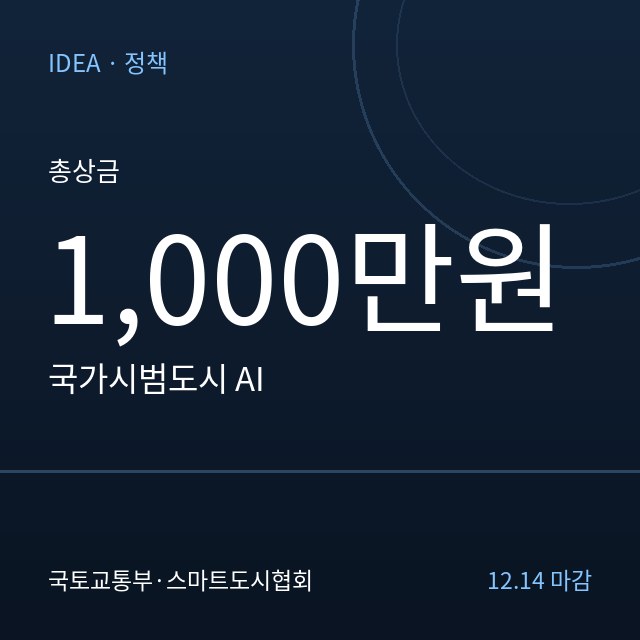 IDEA · 정책
총상금
1,000만원
국가시범도시 AI
국토교통부·스마트도시협회
12.14 마감